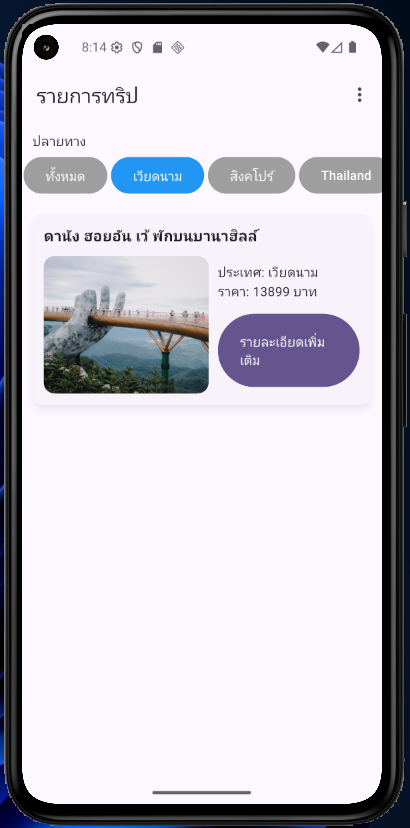 8:14
รายการทริป
ปลายทาง
ทั้งหมด
เวียดนาม
สิงคโปร์
Thailand
ดานัง ฮอยอัน เว้ พักบนบานาฮิลล์
ประเทศ: เวียดนาม
ราคา: 13899 บาท
รายละเอียดเพิ่ม
เติม